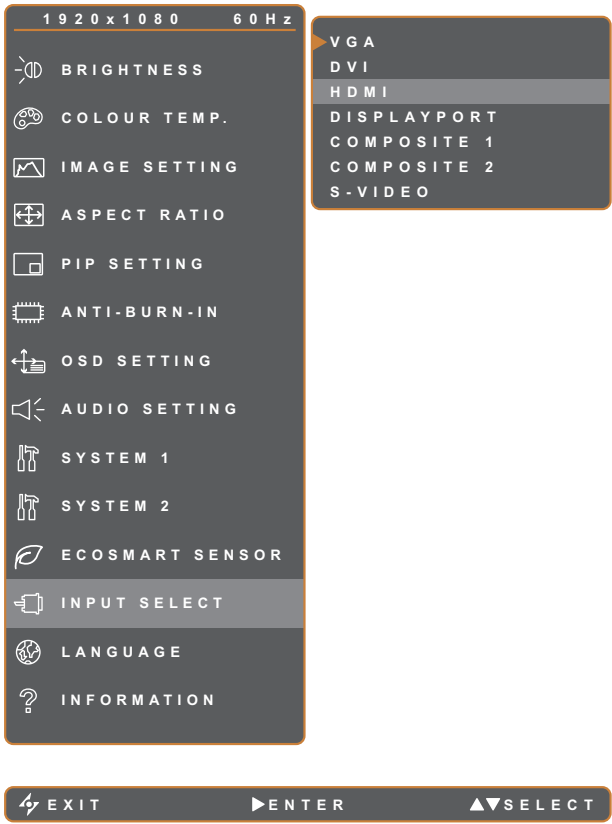 1920x1080 60Hz
BRIGHTNESS
COLOUR TEMP.
IMAGE SETTING
ASPECT RATIO
PIP SETTING
ANTI-BURN-IN
OSD SETTING
AUDIO SETTING
SYSTEM 1
SYSTEM 2
ECOSMART SENSOR
INPUT SELECT
LANGUAGE
INFORMATION
VGA
DVI
HDMI
DISPLAYPORT
COMPOSITE 1
COMPOSITE 2
S-VIDEO
EXIT ENTER SELECT